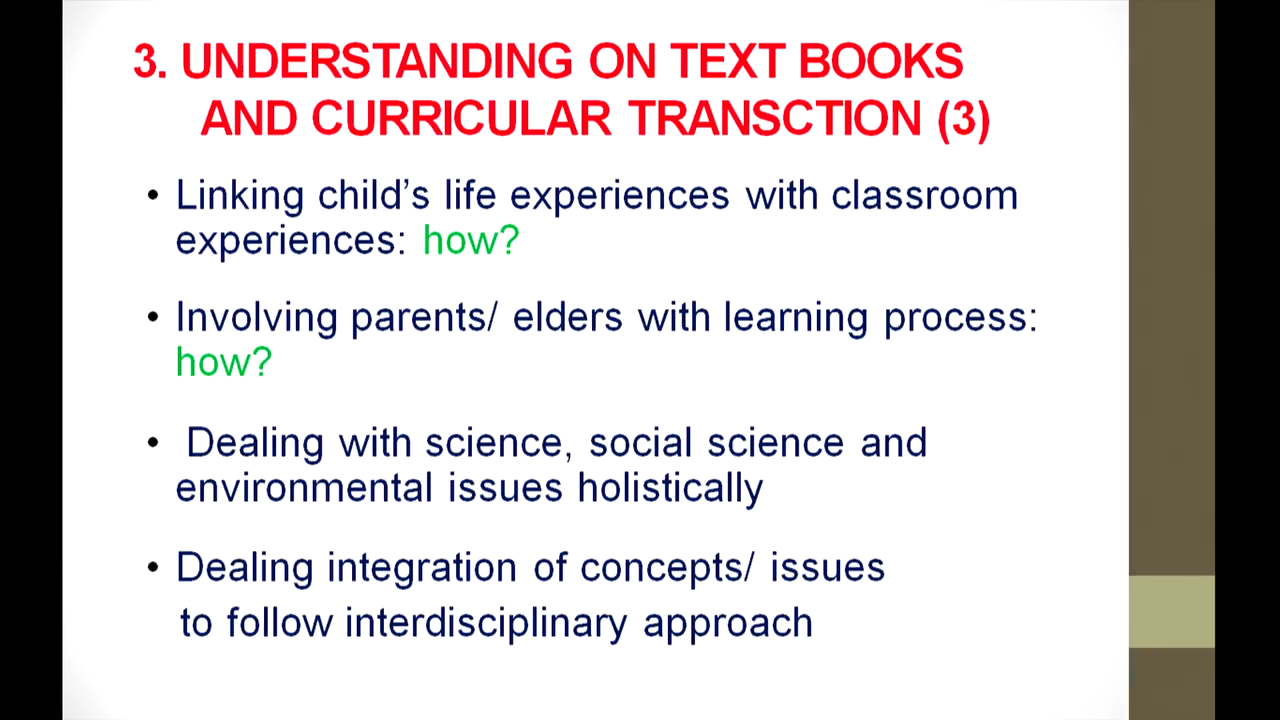 3. UNDERSTANDING ON TEXT BOOKS
AND CURRICULAR TRANSCTION (3)
• Linking child’s life experiences with classroom
experiences: how?
• Involving parents/ elders with learning process:
how?
• Dealing with science, social science and
environmental issues holistically
• Dealing integration of concepts/ issues
to follow interdisciplinary approach